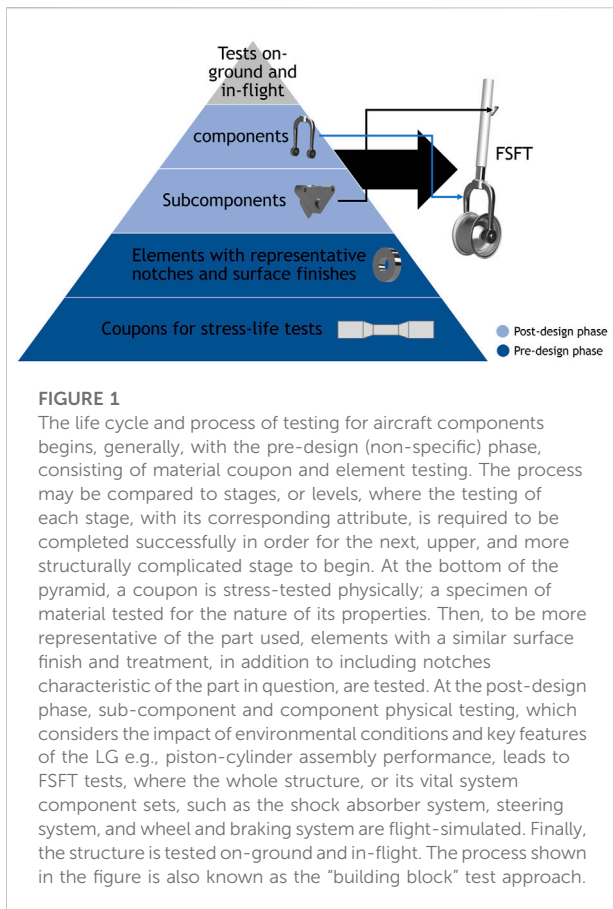 Tests on-
ground and
in-flight
components
FSFT
Subcomponents
Elements with representative
notches and surface finishes
Coupons for stress-life tests
Post-design phase
Pre-design phase
FIGURE 1
The life cycle and process of testing for aircraft components
begins, generally, with the pre-design (non-specific) phase,
consisting of material coupon and element testing. The process
may be compared to stages, or levels, where the testing of
each stage, with its corresponding attribute, is required to be
completed successfully in order for the next, upper, and more
structurally complicated stage to begin. At the bottom of the
pyramid, a coupon is stress-tested physically; a specimen of
material tested for the nature of its properties. Then, to be more
representative of the part used, elements with a similar surface
finish and treatment, in addition to including notches
characteristic of the part in question, are tested. At the post-design
phase, sub-component and component physical testing, which
considers the impact of environmental conditions and key features
of the LG e.g., piston-cylinder assembly performance, leads to
FSFT tests, where the whole structure, or its vital system
component sets, such as the shock absorber system, steering
system, and wheel and braking system are flight-simulated. Finally,
the structure is tested on-ground and in-flight. The process shown
in the figure is also known as the “building block” test approach.